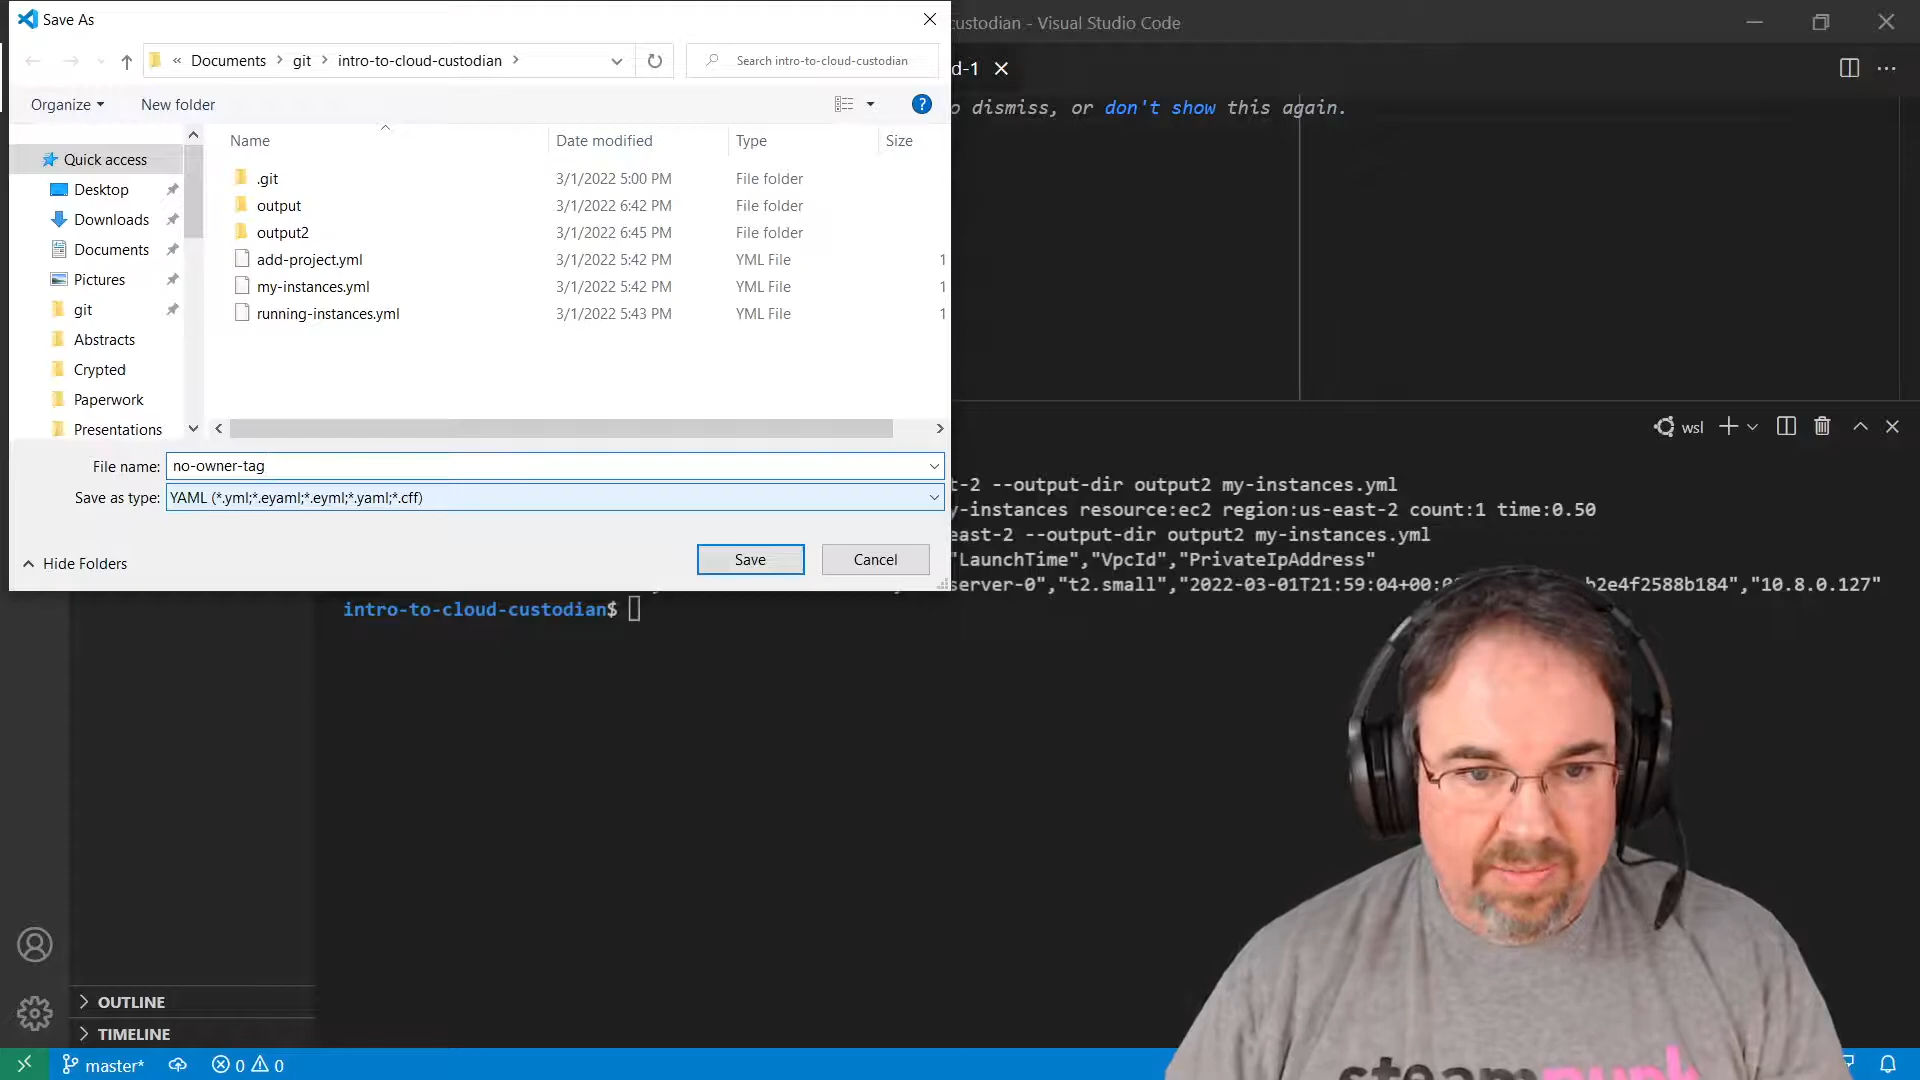 Save As
custodian - Visual Studio Code
« Documents > git > intro-to-cloud-custodian >
Search intro-to-cloud-custodian
d-1
Organize
New folder
o dismiss, or don't show this again.
Name
Date modified
Type
Size
Quick access
Desktop
Downloads
Documents
Pictures
git
Abstracts
Crypted
Paperwork
Presentations
.git 3/1/2022 5:00 PM File folder
output 3/1/2022 6:42 PM File folder
output2 3/1/2022 6:45 PM File folder
add-project.yml 3/1/2022 5:42 PM YML File 1
my-instances.yml 3/1/2022 5:42 PM YML File 1
running-instances.yml 3/1/2022 5:43 PM YML File 1
File name: no-owner-tag
Save as type: YAML (*.yml;*.eyaml;*.eyml;*.yaml;*.cff)
Hide Folders
Save
Cancel
wsl
t-2 --output-dir output2 my-instances.yml
y-instances resource:ec2 region:us-east-2 count:1 time:0.50
east-2 --output-dir output2 my-instances.yml
"LaunchTime","VpcId","PrivateIpAddress"
server-0","t2.small","2022-03-01T21:59:04+00:0 b2e4f2588b184","10.8.0.127"
intro-to-cloud-custodian$
OUTLINE
TIMELINE
master*
0 0
steampunk